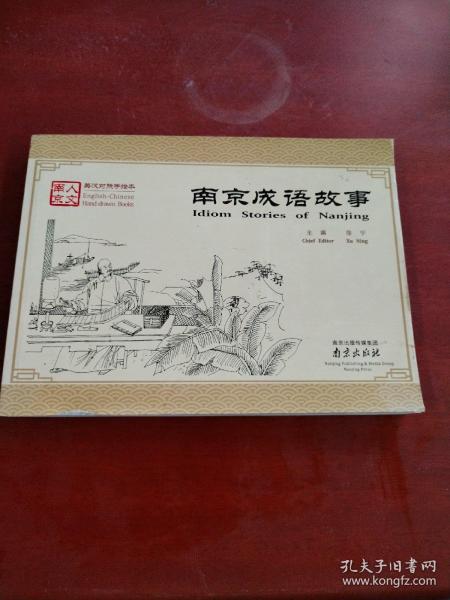 人文
南京
英汉对照手绘本
English-Chinese
Hand-drawn Books
南京成语故事
Idiom Stories of Nanjing
主编 徐宁
Chief Editor Xu Ning
南京出版传媒集团
南京出版社
Nanjing Publishing & Media Group
Nanjing Press
孔夫子旧书网
www.kongfz.com